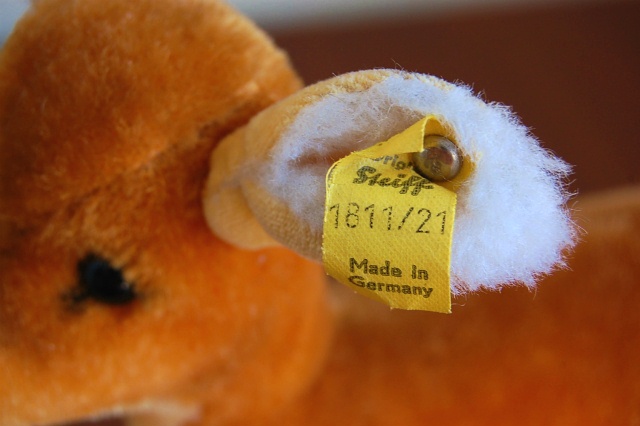 Steiff
1811/21
Made in
Germany